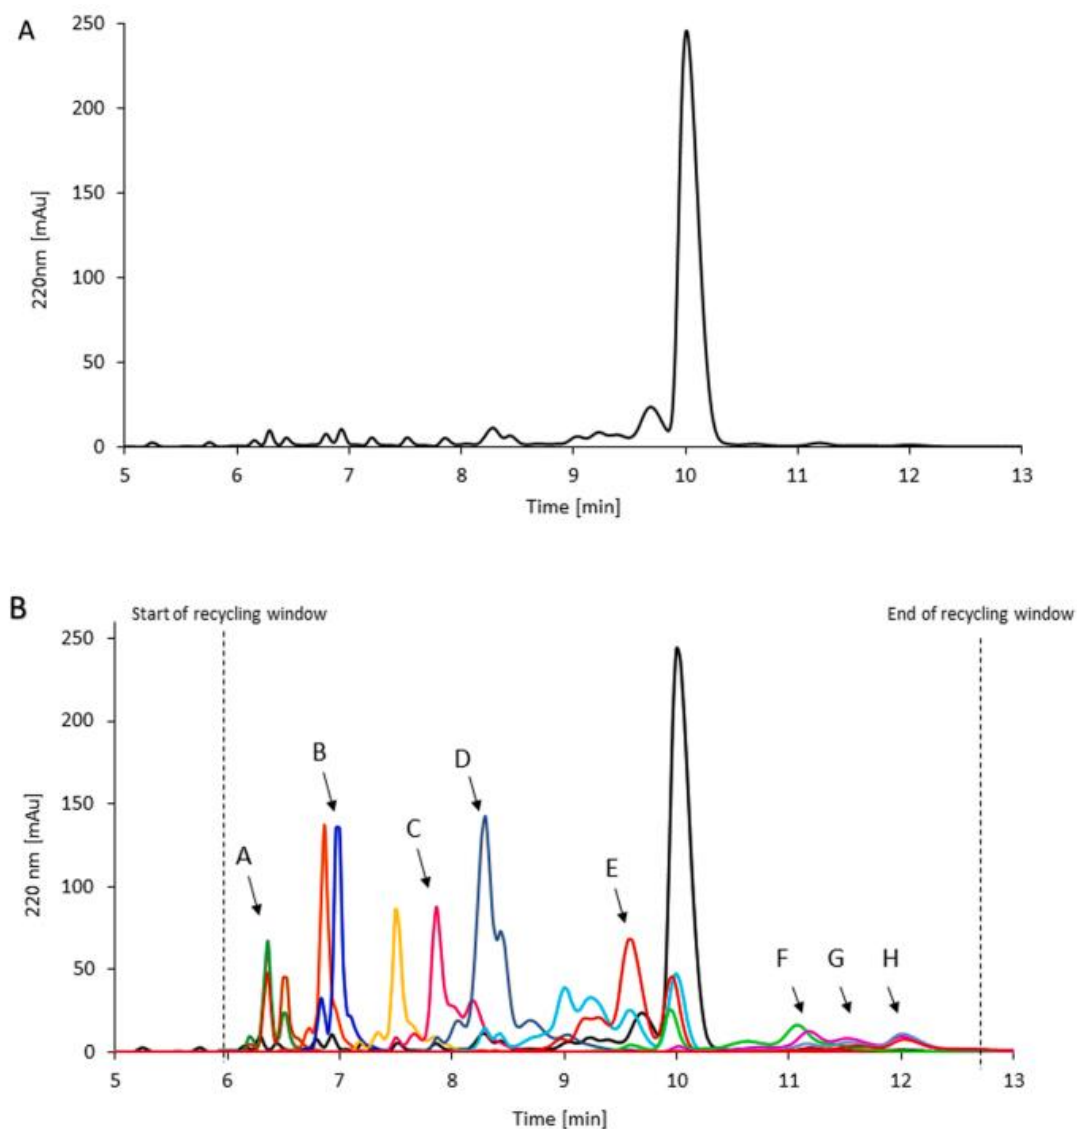 A
250
200
150
100
50
0
220nm [mAu]
5 6 7 8 9 10 11 12 13
Time [min]
B
Start of recycling window
End of recycling window
250
200
150
100
50
0
220 nm [mAu]
A
B
C
D
E
F
G
H
5 6 7 8 9 10 11 12 13
Time [min]